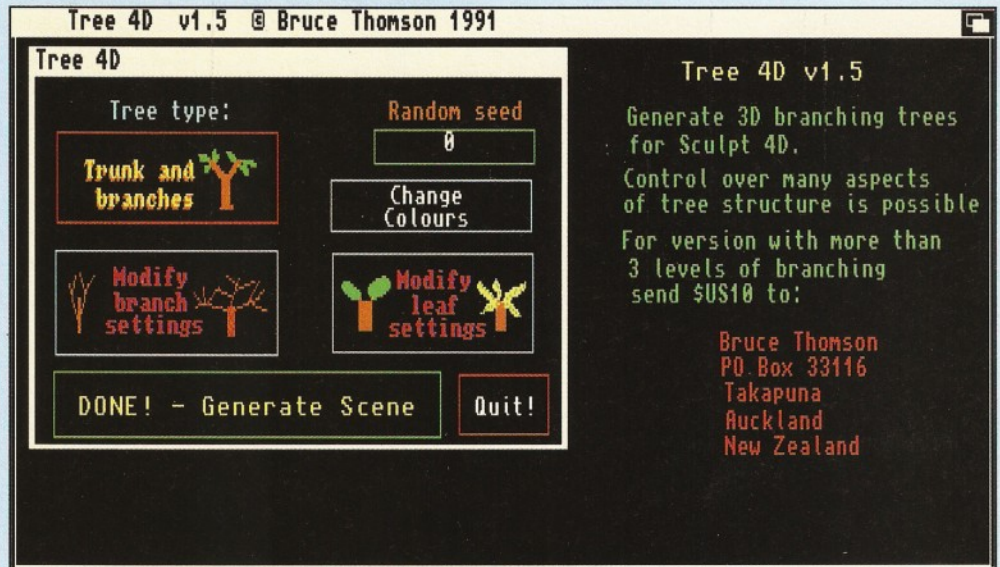 Tree 4D v1.5 © Bruce Thomson 1991
Tree 4D
Tree type:
Random seed
0
Trunk and
branches
Change
Colours
Modify
branch
settings
Modify
leaf
settings
DONE! - Generate Scene
Quit!
Tree 4D v1.5
Generate 3D branching trees
for Sculpt 4D.
Control over many aspects
of tree structure is possible
For version with more than
3 levels of branching
send $US10 to:
Bruce Thomson
PO Box 33116
Takapuna
Auckland
New Zealand